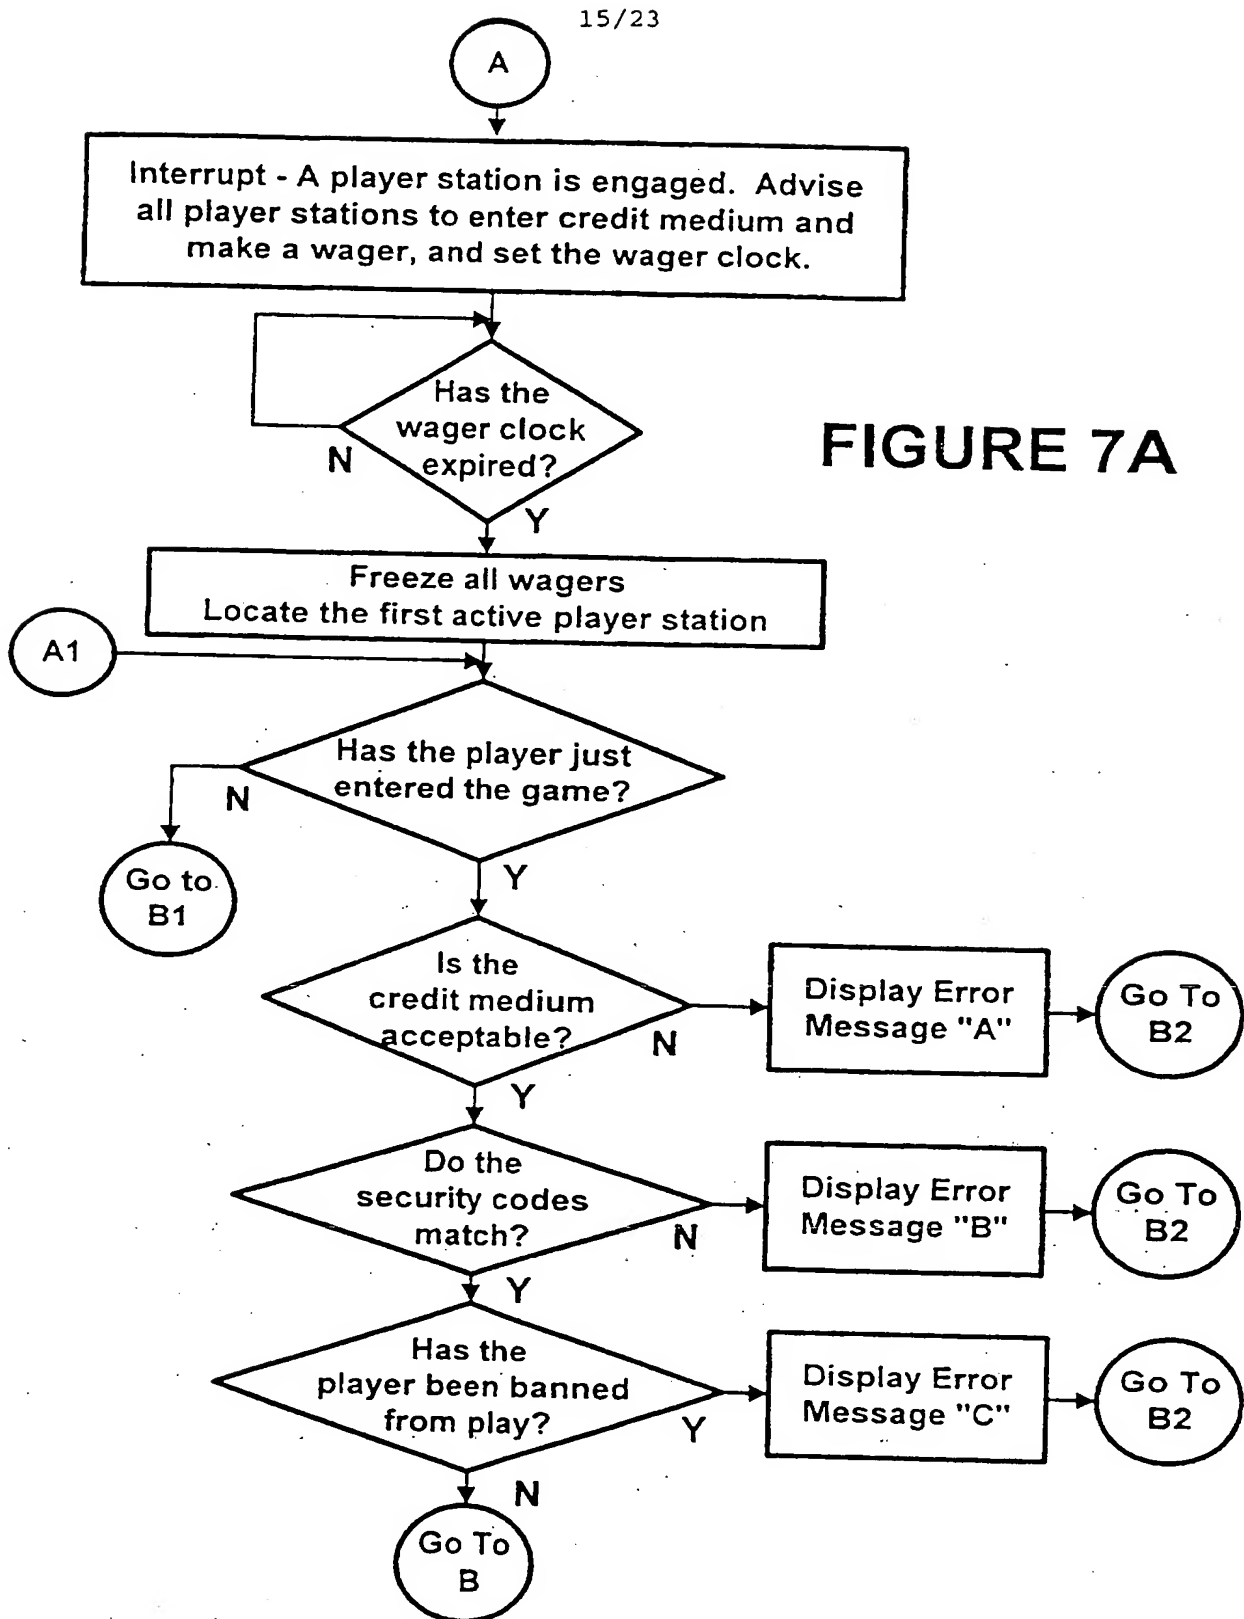 15/23
A
Interrupt - A player station is engaged. Advise
all player stations to enter credit medium and
make a wager, and set the wager clock.
Has the
wager clock
expired?
N
Y
FIGURE 7A
Freeze all wagers
Locate the first active player station
A1
Has the player just
entered the game?
N
Y
Go to
B1
Is the
credit medium
acceptable?
N
Y
Display Error
Message "A"
Go To
B2
Do the
security codes
match?
N
Y
Display Error
Message "B"
Go To
B2
Has the
player been banned
from play?
Y
N
Display Error
Message "C"
Go To
B2
Go To
B